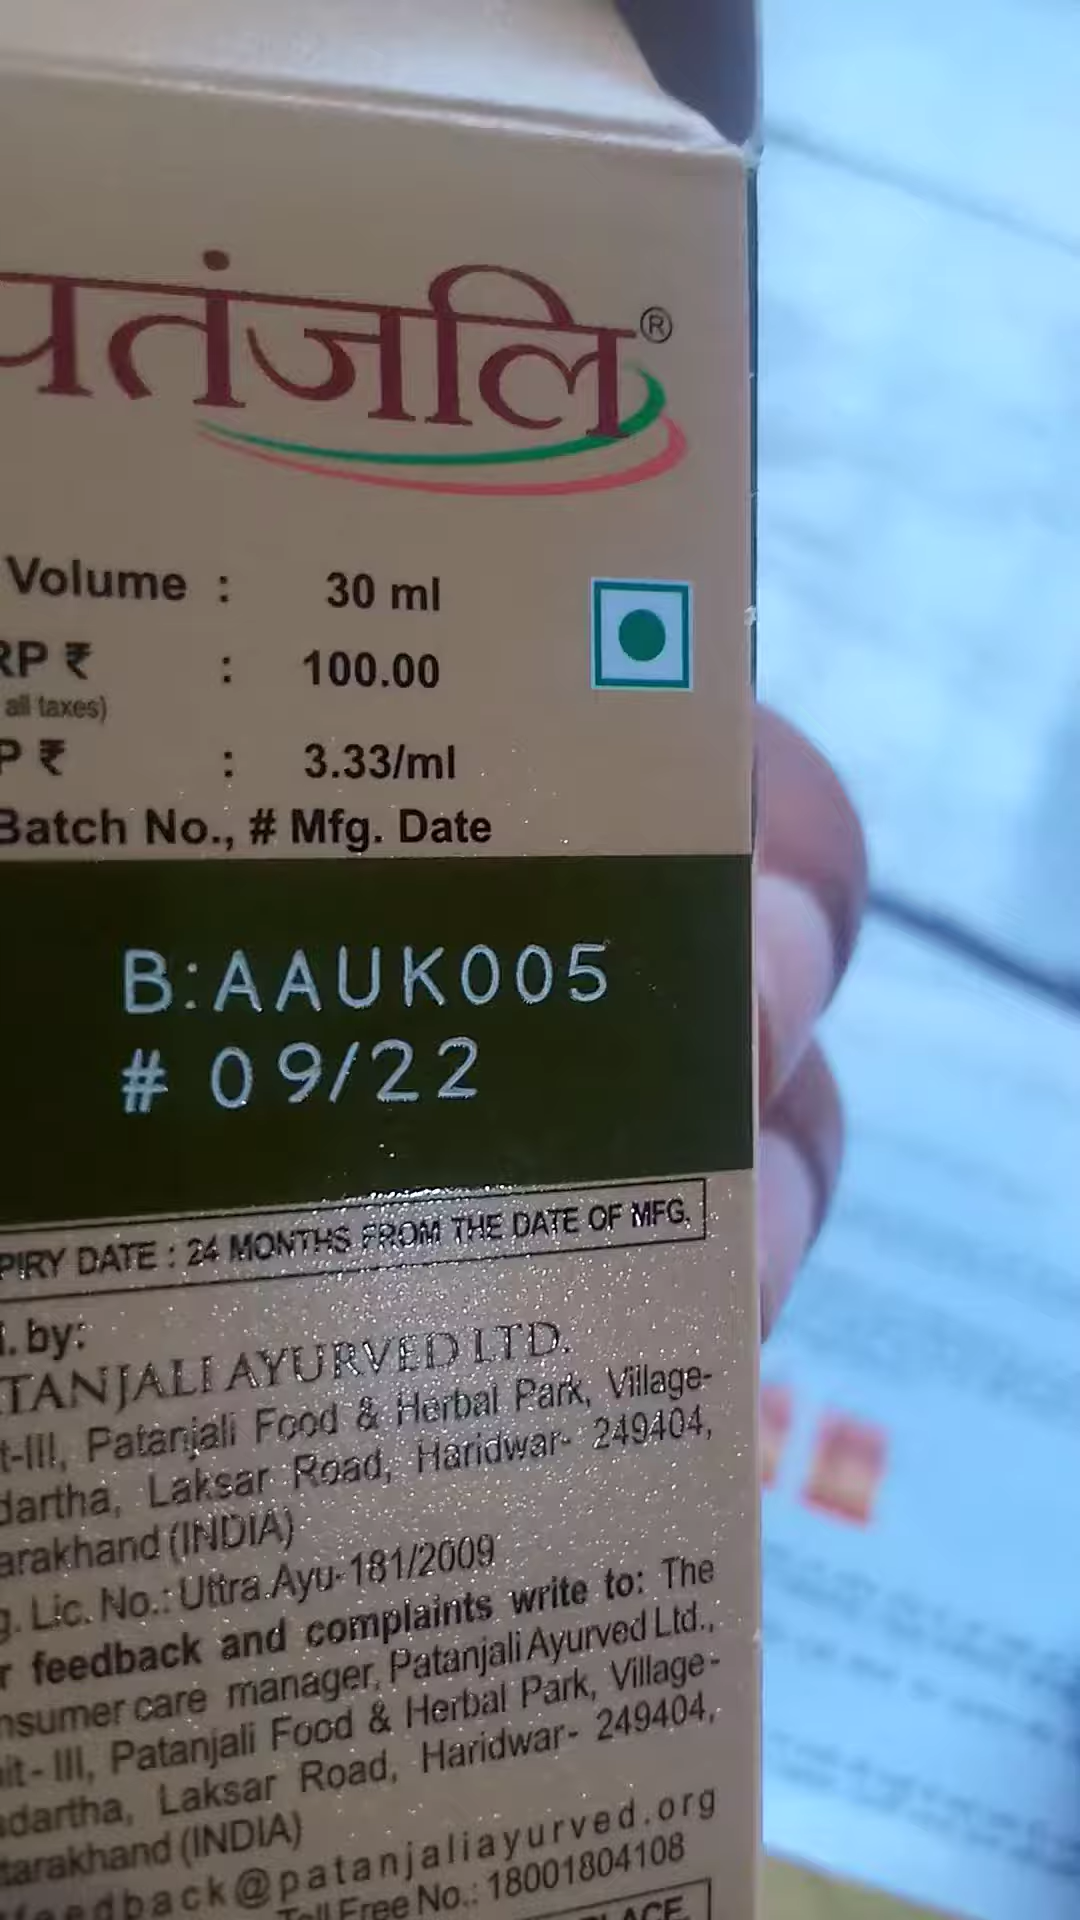 पतंजलि®
Volume : 30 ml
RP ₹ : 100.00
all taxes)
P ₹ : 3.33/ml
Batch No., # Mfg. Date
B:AAUK005
# 09/22
PIRY DATE : 24 MONTHS FROM THE DATE OF MFG.
. by:
TANJALI AYURVED LTD.
t-III, Patanjali Food & Herbal Park, Village-
dartha, Laksar Road, Haridwar- 249404,
arakhand (INDIA)
g. Lic. No.: Uttra.Ayu-181/2009
r feedback and complaints write to: The
nsumer care manager, Patanjali Ayurved Ltd.,
it- III, Patanjali Food & Herbal Park, Village-
dartha, Laksar Road, Haridwar- 249404,
tarakhand (INDIA)
feedback@patanjaliayurved.org
Toll Free No.: 18001804108
PLACE.